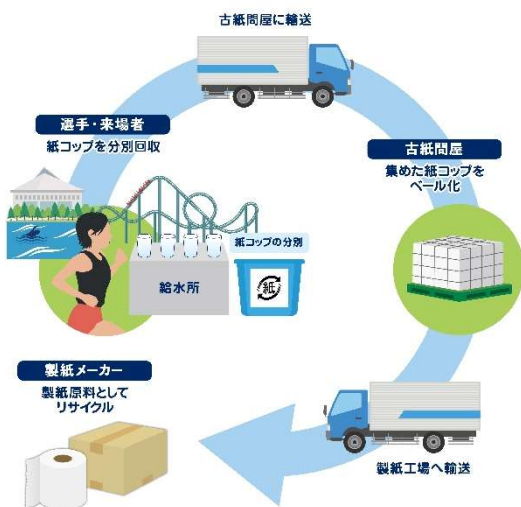 古紙問屋に輸送
選手・来場者
紙コップを分別回収
古紙問屋
集めた紙コップを
ベール化
紙コップの分別
紙
給水所
製紙メーカー
製紙原料として
リサイクル
製紙工場へ輸送